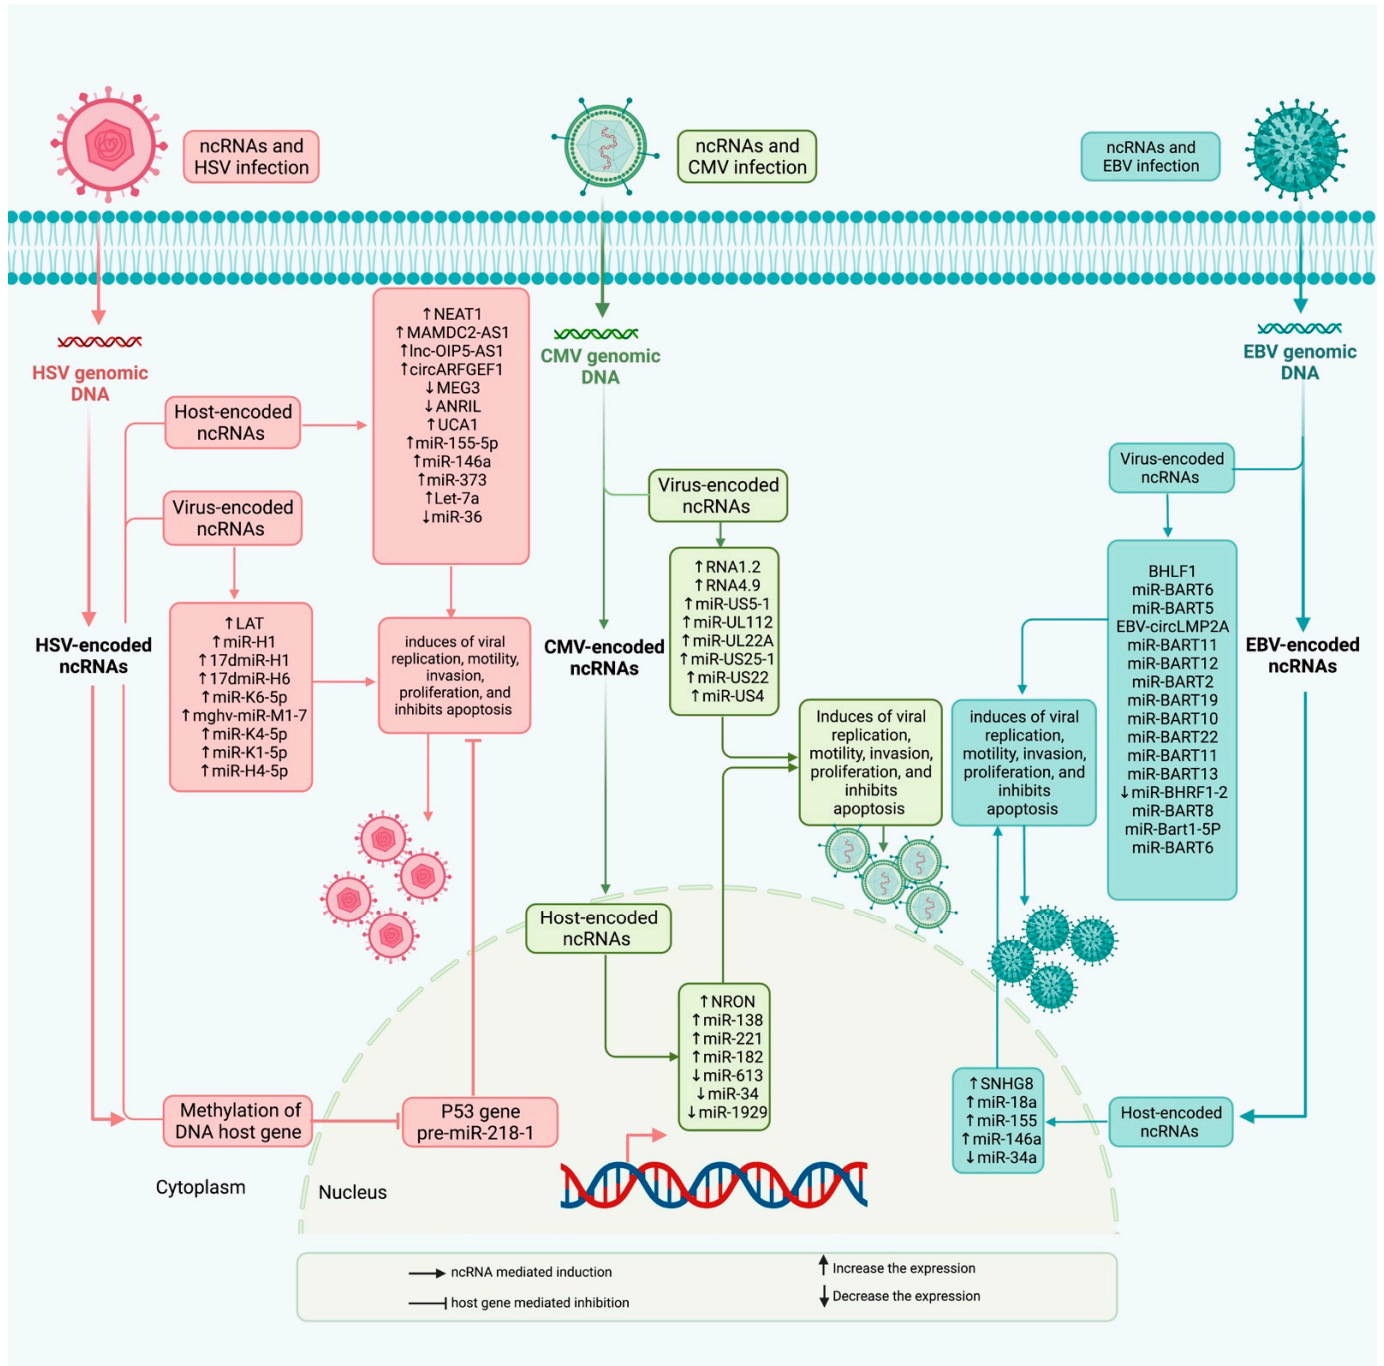 ncRNAs and
HSV infection
ncRNAs and
CMV infection
ncRNAs and
EBV infection
HSV genomic
DNA
Host-encoded
ncRNAs
Virus-encoded
ncRNAs
↑NEAT1
↑MAMDC2-AS1
↑lnc-OIP5-AS1
↑circARFGEF1
↓MEG3
↓ANRIL
↑UCA1
↑miR-155-5p
↑miR-146a
↑miR-373
↑Let-7a
↓miR-36
HSV-encoded
ncRNAs
↑LAT
↑miR-H1
↑17dmiR-H1
↑17dmiR-H6
↑miR-K6-5p
↑mghv-miR-M1-7
↑miR-K4-5p
↑miR-K1-5p
↑miR-H4-5p
induces of viral
replication, motility,
invasion,
proliferation, and
inhibits apoptosis
Methylation of
DNA host gene
P53 gene
pre-miR-218-1
CMV genomic
DNA
Virus-encoded
ncRNAs
↑RNA1.2
↑RNA4.9
↑miR-US5-1
↑miR-UL112
↑miR-UL22A
↑miR-US25-1
↑miR-US22
↑miR-US4
CMV-encoded
ncRNAs
Induces of viral
replication,
motility, invasion,
proliferation, and
inhibits
apoptosis
Host-encoded
ncRNAs
↑NRON
↑miR-138
↑miR-221
↑miR-182
↓miR-613
↓miR-34
↓miR-1929
EBV genomic
DNA
Virus-encoded
ncRNAs
BHLF1
miR-BART6
miR-BART5
EBV-circLMP2A
miR-BART11
miR-BART12
miR-BART2
miR-BART19
miR-BART10
miR-BART22
miR-BART11
miR-BART13
↓miR-BHRF1-2
miR-BART8
miR-Bart1-5P
miR-BART6
EBV-encoded
ncRNAs
induces of viral
replication,
motility, invasion,
proliferation, and
inhibits
apoptosis
↑SNHG8
↑miR-18a
↑miR-155
↑miR-146a
↓miR-34a
Host-encoded
ncRNAs
Cytoplasm
Nucleus
ncRNA mediated induction
host gene mediated inhibition
Increase the expression
Decrease the expression